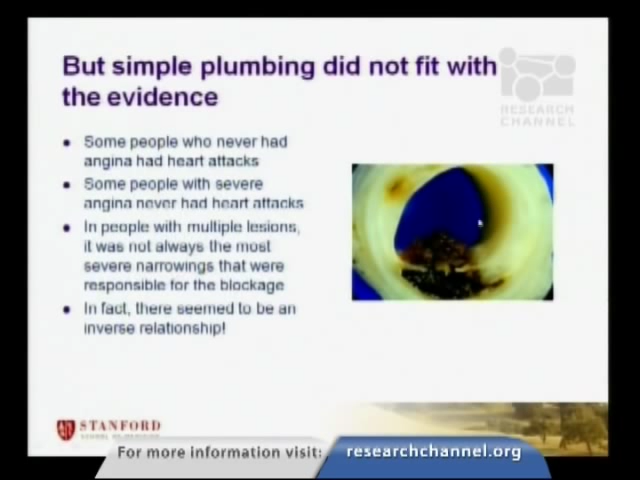 But simple plumbing did not fit with
the evidence
RESEARCH
CHANNEL
• Some people who never had
angina had heart attacks
• Some people with severe
angina never had heart attacks
• In people with multiple lesions,
it was not always the most
severe narrowings that were
responsible for the blockage
• In fact, there seemed to be an
inverse relationship!
STANFORD
SCHOOL OF MEDICINE
For more information visit:
researchchannel.org